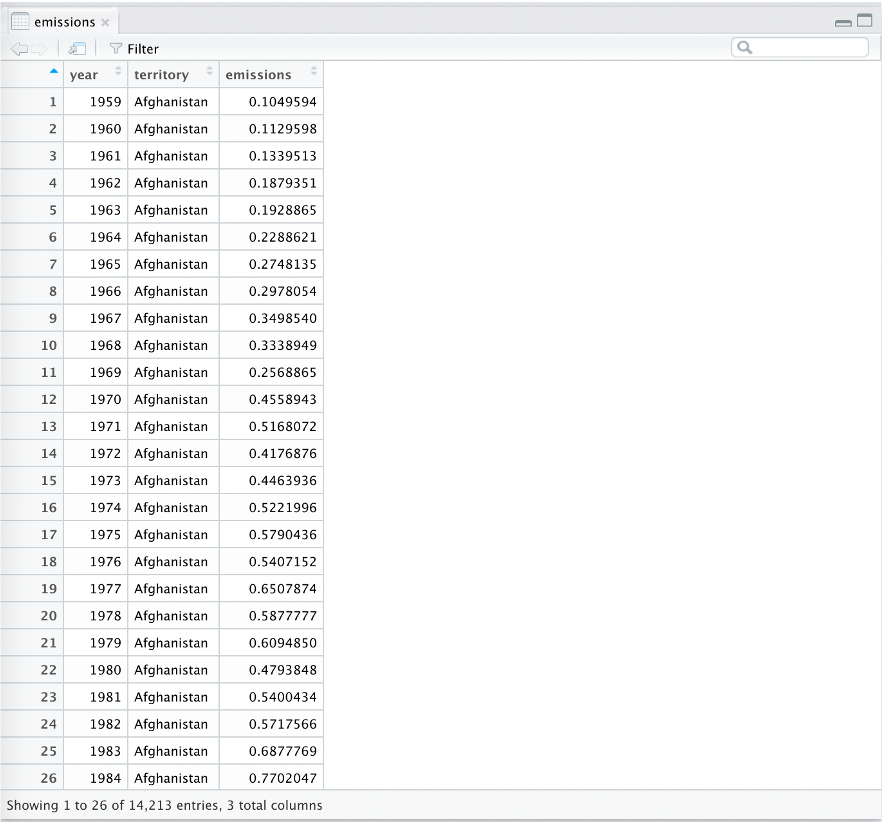 emissions
Filter
year territory emissions
1 1959 Afghanistan 0.1049594
2 1960 Afghanistan 0.1129598
3 1961 Afghanistan 0.1339513
4 1962 Afghanistan 0.1879351
5 1963 Afghanistan 0.1928865
6 1964 Afghanistan 0.2288621
7 1965 Afghanistan 0.2748135
8 1966 Afghanistan 0.2978054
9 1967 Afghanistan 0.3498540
10 1968 Afghanistan 0.3338949
11 1969 Afghanistan 0.2568865
12 1970 Afghanistan 0.4558943
13 1971 Afghanistan 0.5168072
14 1972 Afghanistan 0.4176876
15 1973 Afghanistan 0.4463936
16 1974 Afghanistan 0.5221996
17 1975 Afghanistan 0.5790436
18 1976 Afghanistan 0.5407152
19 1977 Afghanistan 0.6507874
20 1978 Afghanistan 0.5877777
21 1979 Afghanistan 0.6094850
22 1980 Afghanistan 0.4793848
23 1981 Afghanistan 0.5400434
24 1982 Afghanistan 0.5717566
25 1983 Afghanistan 0.6877769
26 1984 Afghanistan 0.7702047
Showing 1 to 26 of 14,213 entries, 3 total columns